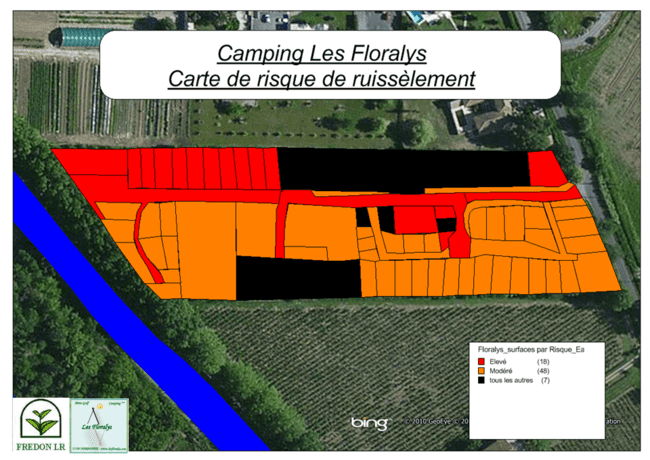 Camping Les Floralys
Carte de risque de ruissèlement
Floralys_surfaces par Risque_Ea
Elevé (18)
Modéré (48)
tous les autres (7)
FREDON LR
Camping
Les Floralys
bing
© 2010 GeoEye ©